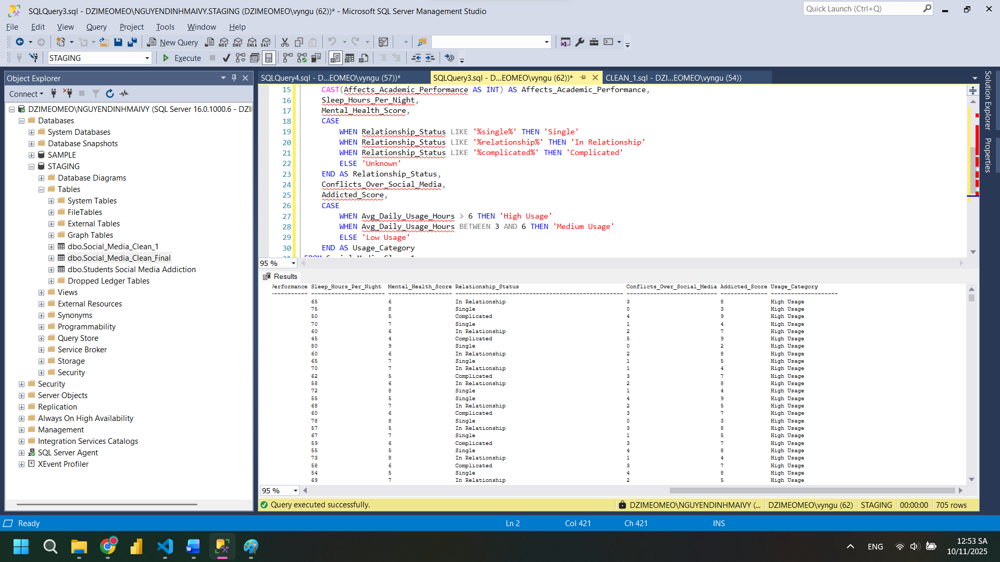 SQLQuery3.sql - DZIMEOMEO\NGUYENDINHMAIVY.STAGING (DZIMEOMEO\vyngu (62))* - Microsoft SQL Server Management Studio
Quick Launch (Ctrl+Q)
File Edit View Query Project Tools Window Help
New Query MDX DMX XMLA DAX
STAGING Execute
Object Explorer
Connect
DZIMEOMEO\NGUYENDINHMAIVY (SQL Server 16.0.1000.6 - DZI
Databases
System Databases
Database Snapshots
SAMPLE
STAGING
Database Diagrams
Tables
System Tables
FileTables
External Tables
Graph Tables
dbo.Social_Media_Clean_1
dbo.Social_Media_Clean_Final
dbo.Students Social Media Addiction
Dropped Ledger Tables
Views
External Resources
Synonyms
Programmability
Query Store
Service Broker
Storage
Security
Security
Server Objects
Replication
Always On High Availability
Management
Integration Services Catalogs
SQL Server Agent
XEvent Profiler
SQLQuery4.sql - D...EOMEO\vyngu (57))*
SQLQuery3.sql - D...EOMEO\vyngu (62))*
CLEAN_1.sql - DZI...EOMEO\vyngu (54))
15 CAST(Affects_Academic_Performance AS INT) AS Affects_Academic_Performance,
16 Sleep_Hours_Per_Night,
17 Mental_Health_Score,
18 CASE
19 WHEN Relationship_Status LIKE '%single%' THEN 'Single'
20 WHEN Relationship_Status LIKE '%relationship%' THEN 'In Relationship'
21 WHEN Relationship_Status LIKE '%complicated%' THEN 'Complicated'
22 ELSE 'Unknown'
23 END AS Relationship_Status,
24 Conflicts_Over_Social_Media,
25 Addicted_Score,
26 CASE
27 WHEN Avg_Daily_Usage_Hours > 6 THEN 'High Usage'
28 WHEN Avg_Daily_Usage_Hours BETWEEN 3 AND 6 THEN 'Medium Usage'
29 ELSE 'Low Usage'
30 END AS Usage_Category
31 FROM Social_Media_Clean_1
95 %
Results
Performance Sleep_Hours_Per_Night Mental_Health_Score Relationship_Status Conflicts_Over_Social_Media Addicted_Score Usage_Category
65 6 In Relationship 3 8 High Usage
75 8 Single 0 3 High Usage
50 5 Complicated 4 9 High Usage
70 7 Single 1 4 High Usage
60 6 In Relationship 2 7 High Usage
45 4 Complicated 5 9 High Usage
80 9 Single 0 2 High Usage
60 6 In Relationship 2 8 High Usage
65 7 Single 1 5 High Usage
70 7 In Relationship 1 4 High Usage
62 5 Complicated 3 7 High Usage
58 6 In Relationship 2 8 High Usage
72 8 Single 1 4 High Usage
55 5 Single 4 9 High Usage
68 7 In Relationship 2 5 High Usage
60 6 Complicated 3 7 High Usage
78 8 Single 0 3 High Usage
57 5 In Relationship 3 8 High Usage
67 7 Single 1 5 High Usage
59 6 Complicated 3 7 High Usage
55 5 Single 4 8 High Usage
73 8 In Relationship 1 4 High Usage
58 6 Complicated 3 7 High Usage
54 5 Single 4 8 High Usage
69 7 In Relationship 2 5 High Usage
95 %
Query executed successfully. DZIMEOMEO\NGUYENDINHMAIVY (... DZIMEOMEO\vyngu (62) STAGING 00:00:00 705 rows
Solution Explorer
Properties
Ready Ln 2 Col 421 Ch 421 INS
ENG
12:53 SA
10/11/2025